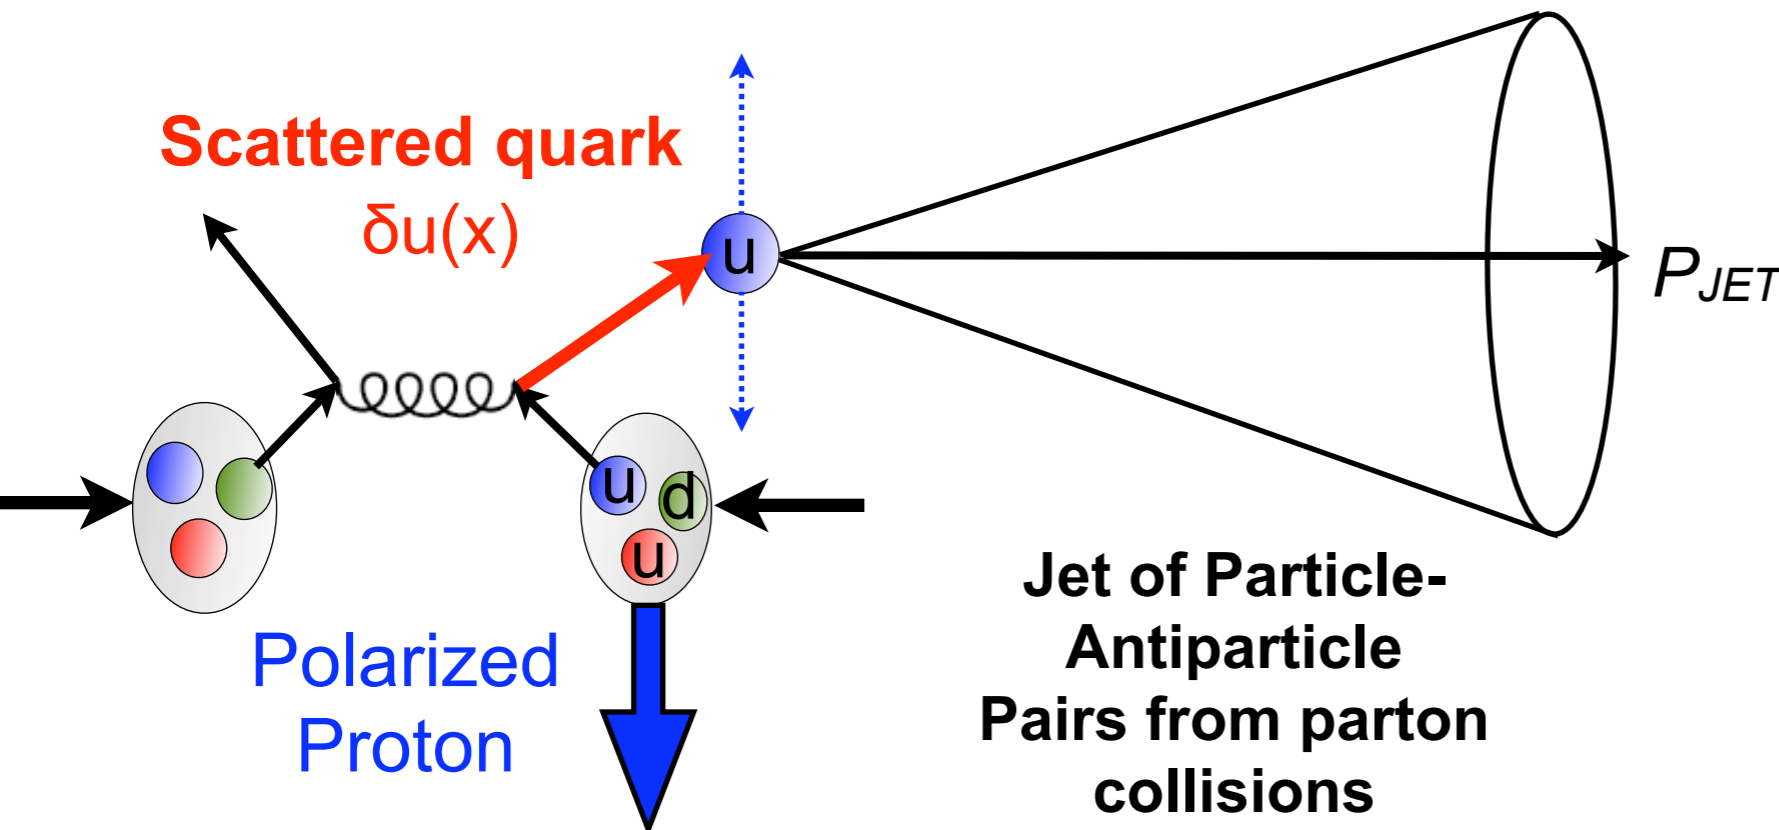 Scattered quark
δu(x)
u
P_JET
u
d
u
Polarized
Proton
Jet of Particle-
Antiparticle
Pairs from parton
collisions